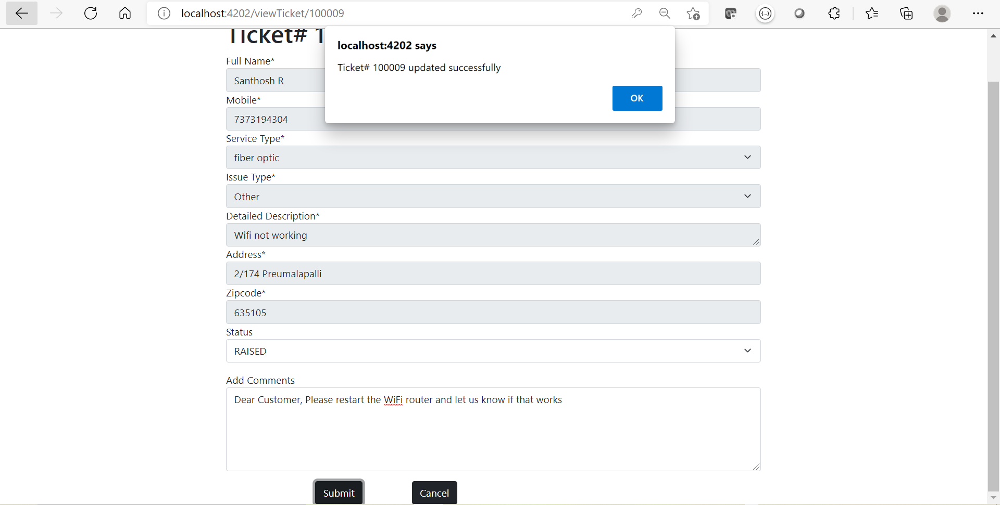 localhost:4202/viewTicket/100009
Ticket# 1
localhost:4202 says
Ticket# 100009 updated successfully
OK
Full Name*
Santhosh R
Mobile*
7373194304
Service Type*
fiber optic
Issue Type*
Other
Detailed Description*
Wifi not working
Address*
2/174 Preumalapalli
Zipcode*
635105
Status
RAISED
Add Comments
Dear Customer, Please restart the WiFi router and let us know if that works
Submit
Cancel